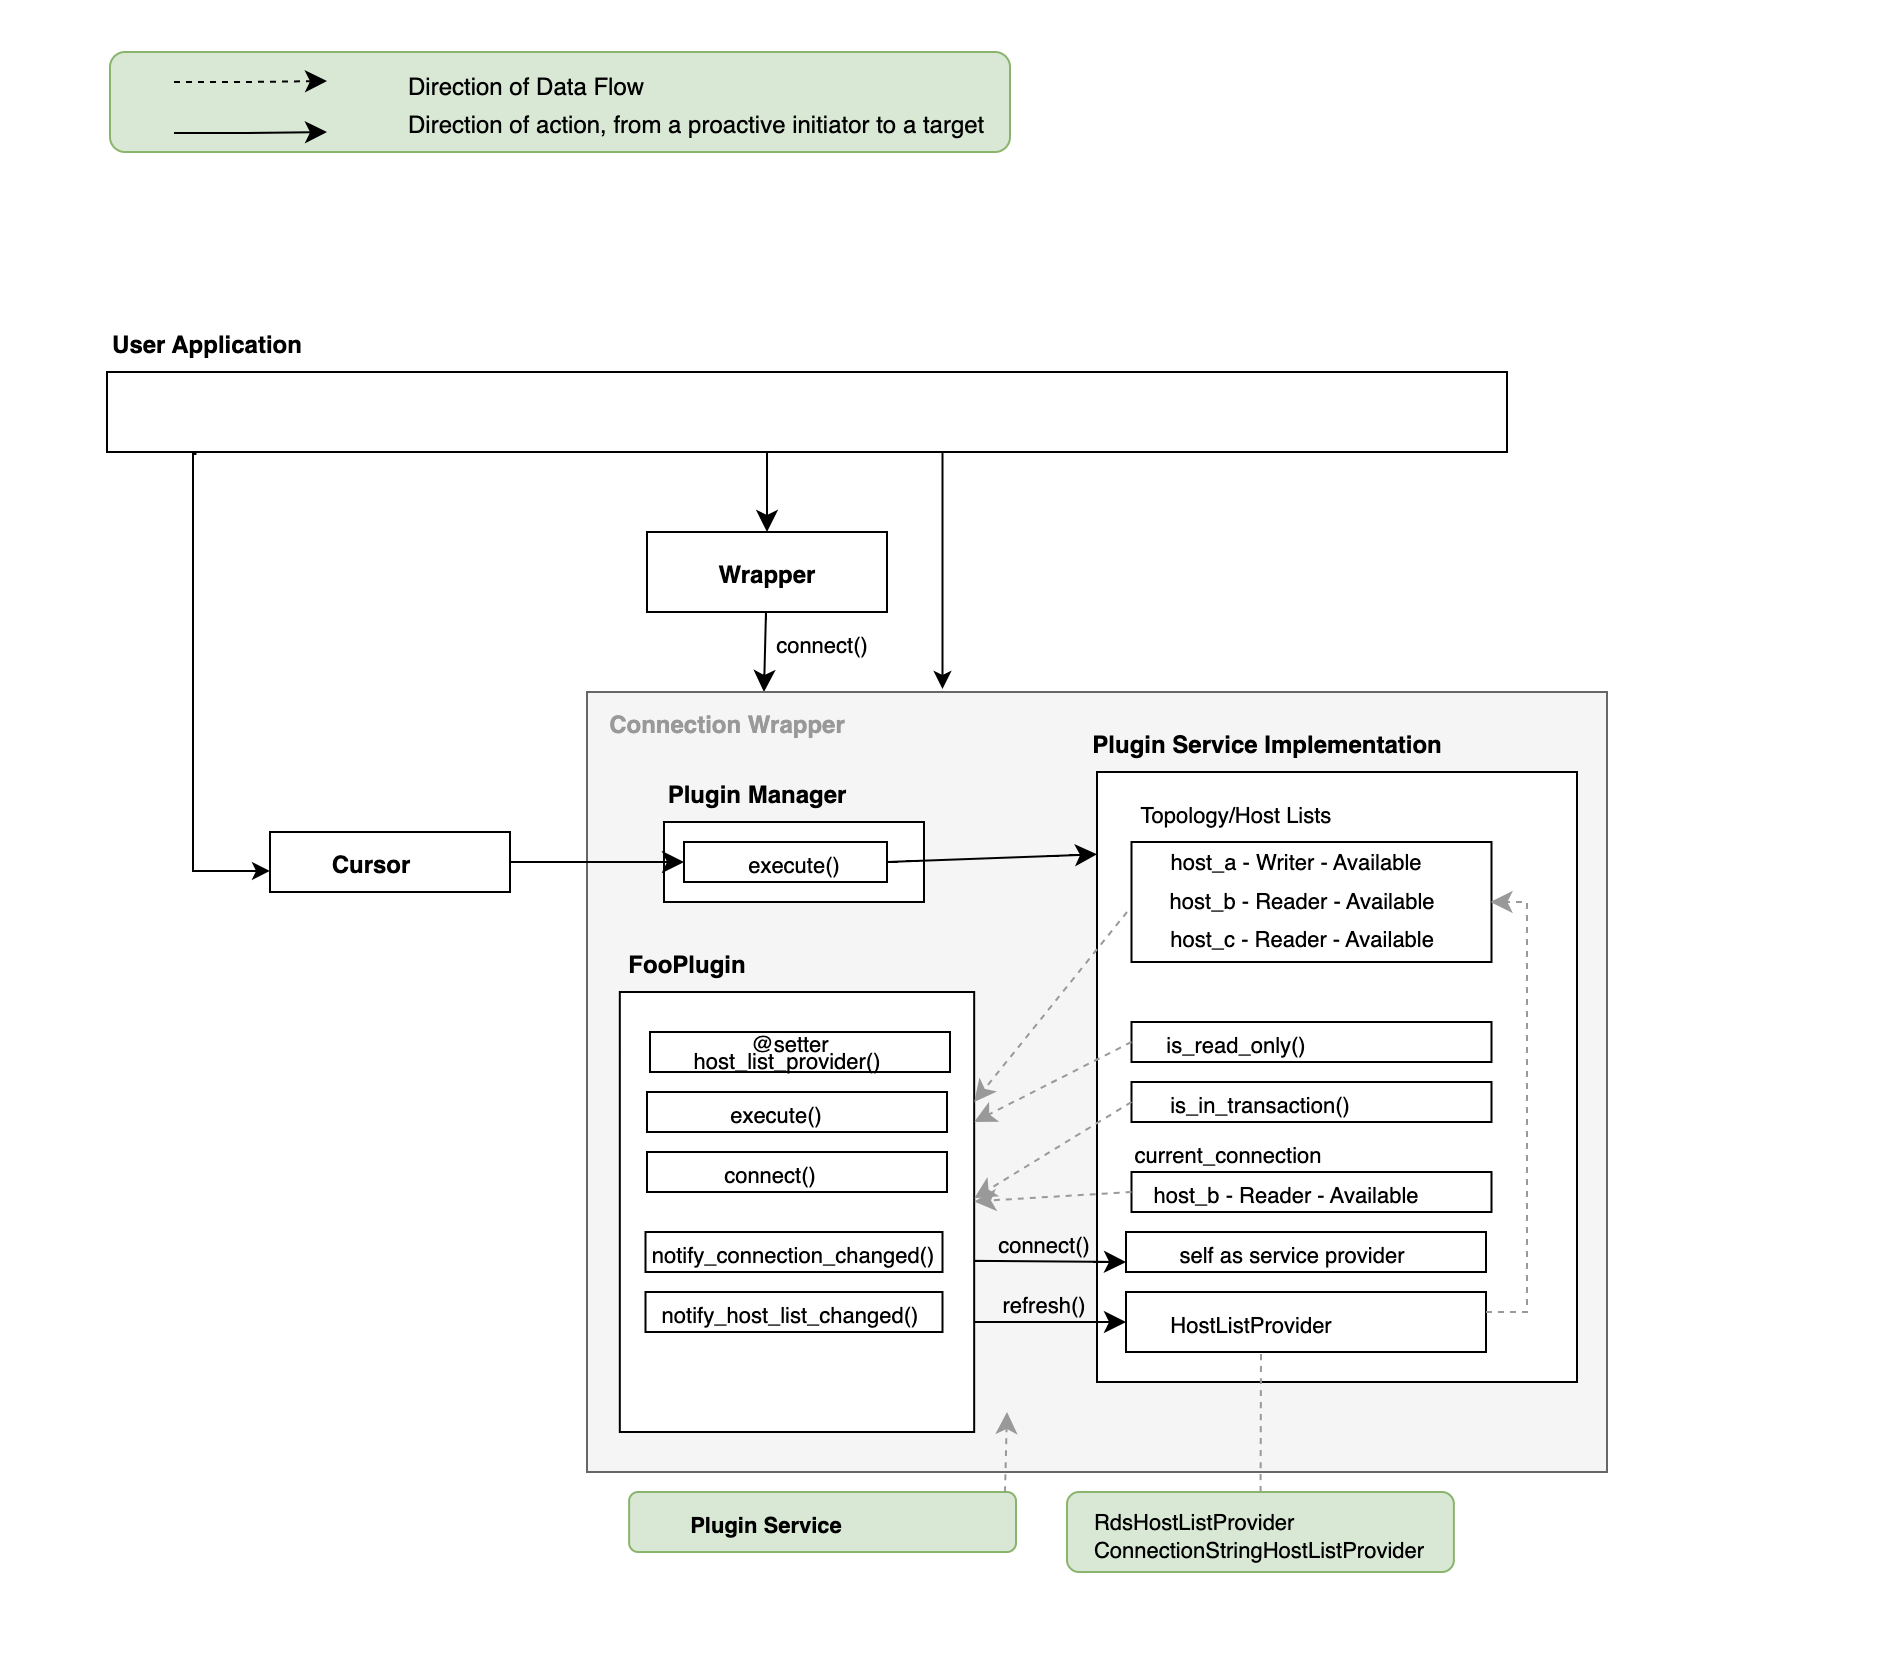 Direction of Data Flow
Direction of action, from a proactive initiator to a target
User Application
Wrapper
connect()
Connection Wrapper
Plugin Service Implementation
Plugin Manager
Topology/Host Lists
Cursor
execute()
host_a - Writer - Available
host_b - Reader - Available
host_c - Reader - Available
FooPlugin
@setter
host_list_provider()
is_read_only()
execute()
is_in_transaction()
current_connection
connect()
host_b - Reader - Available
notify_connection_changed()
connect()
self as service provider
notify_host_list_changed()
refresh()
HostListProvider
Plugin Service
RdsHostListProvider
ConnectionStringHostListProvider